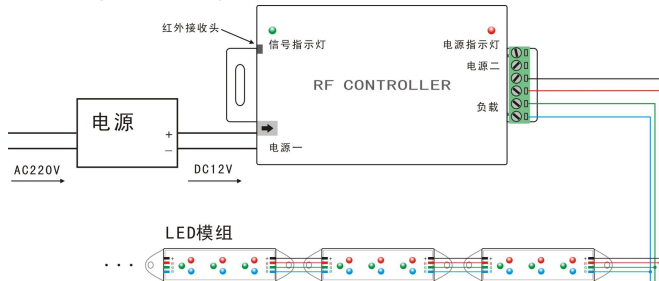 红外接收头
信号指示灯
电源指示灯
电源二
RF CONTROLLER
负载
电源
+
−
电源一
AC220V
DC12V
LED模组